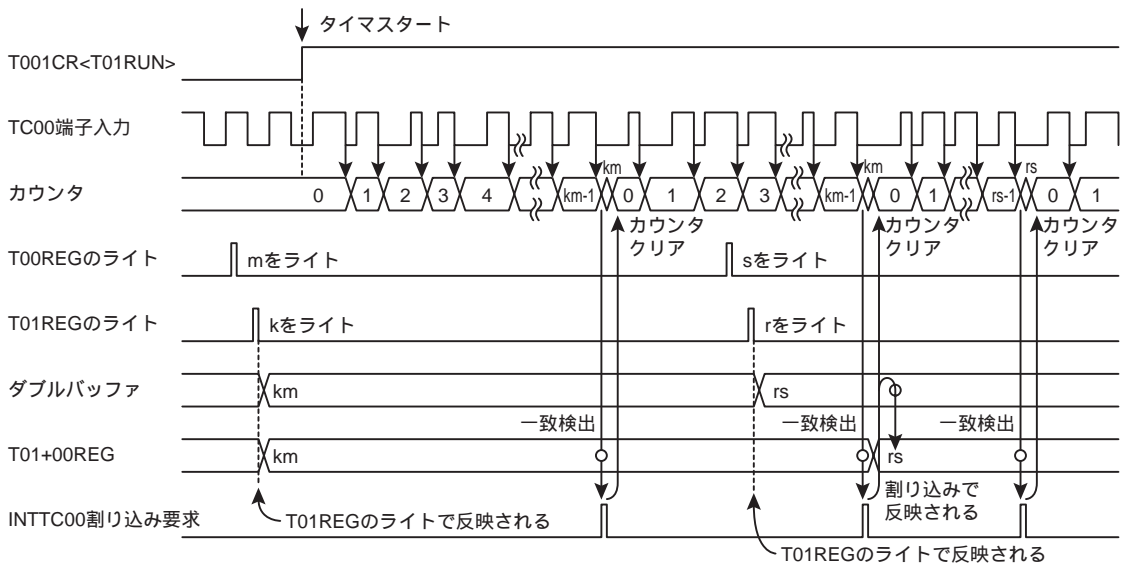 タイマスタート
T001CR<T01RUN>
TC00端子入力
カウンタ
0 1 2 3 4 km-1 km 0 1 2 3 km-1 km 0 1 rs-1 rs 0 1
カウンタ
クリア
カウンタ
クリア
カウンタ
クリア
T00REGのライト
mをライト
sをライト
T01REGのライト
kをライト
rをライト
ダブルバッファ
km
rs
一致検出
一致検出
一致検出
T01+00REG
km
rs
割り込みで
反映される
INTTC00割り込み要求
T01REGのライトで反映される
T01REGのライトで反映される